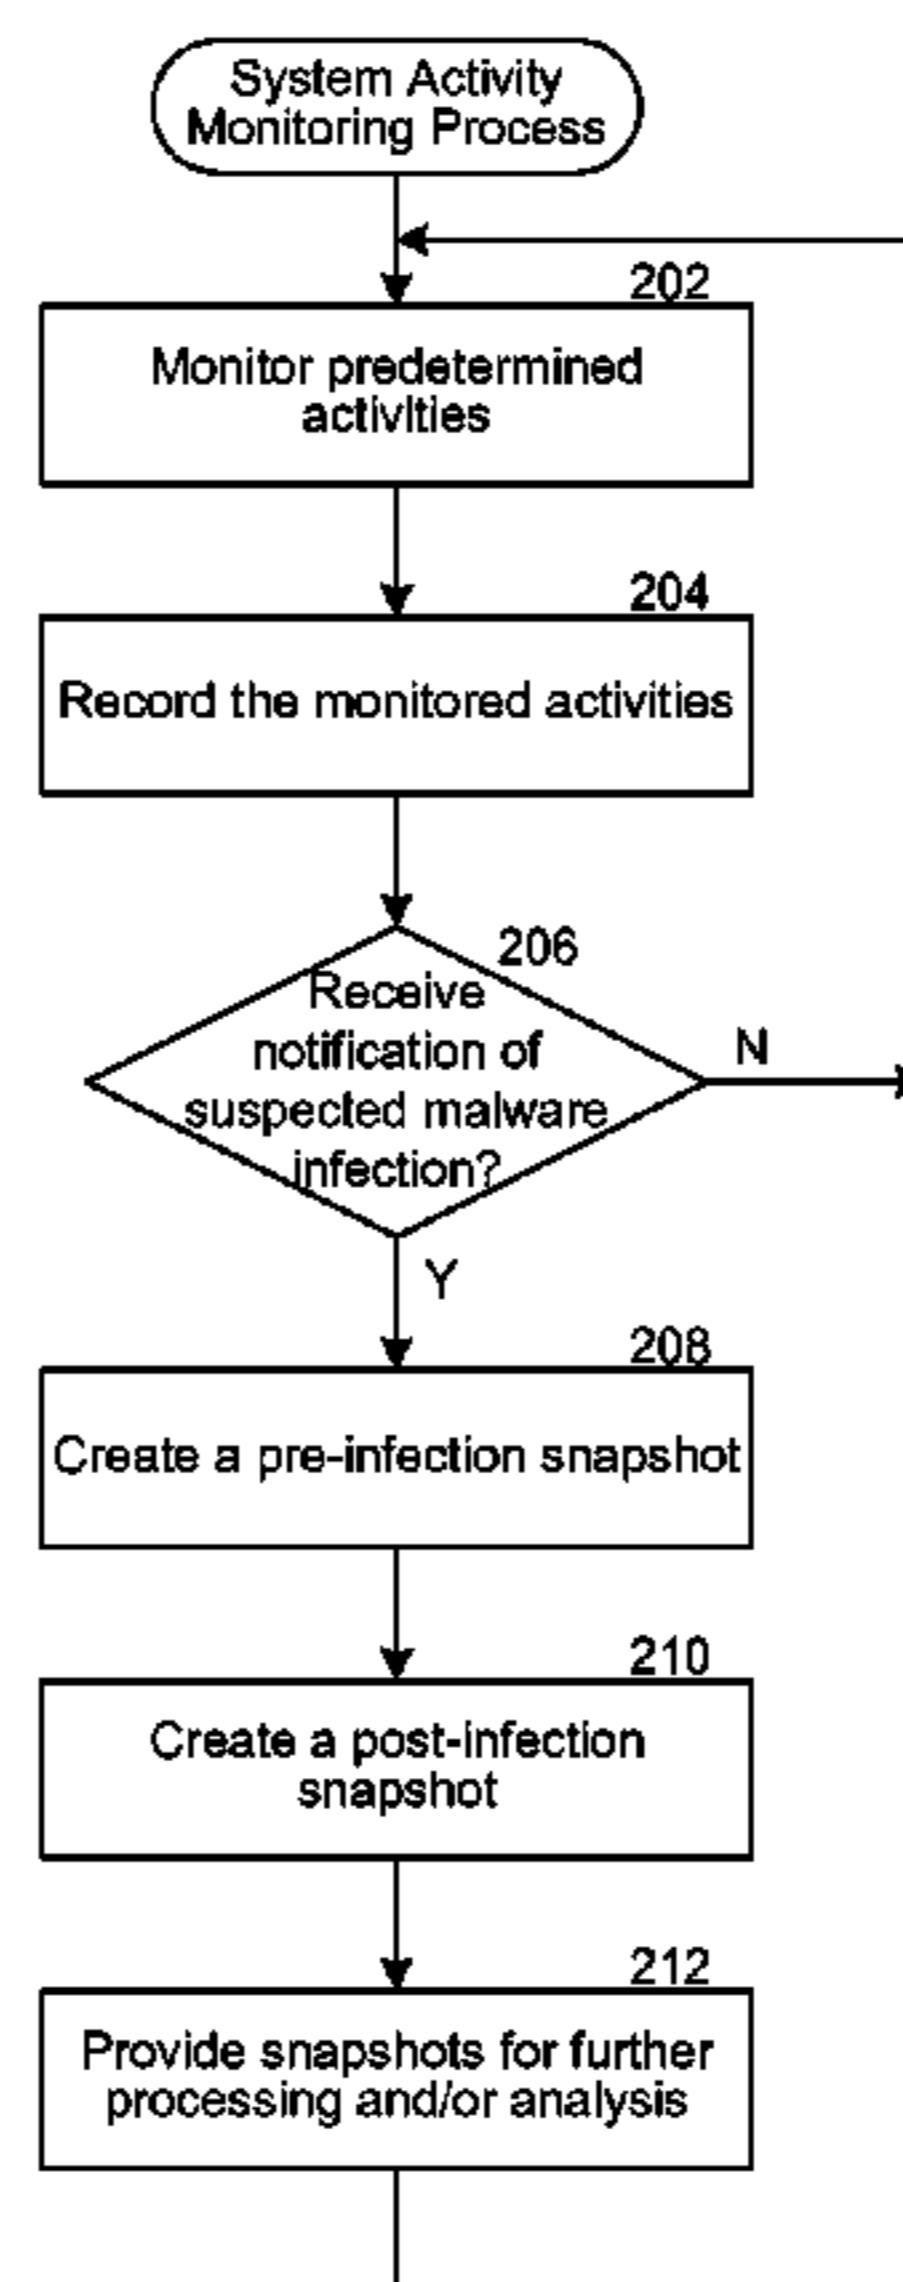 System Activity
Monitoring Process
202
Monitor predetermined
activities
204
Record the monitored activities
206
Receive
notification of
suspected malware
infection?
N
Y
208
Create a pre-infection snapshot
210
Create a post-infection
snapshot
212
Provide snapshots for further
processing and/or analysis